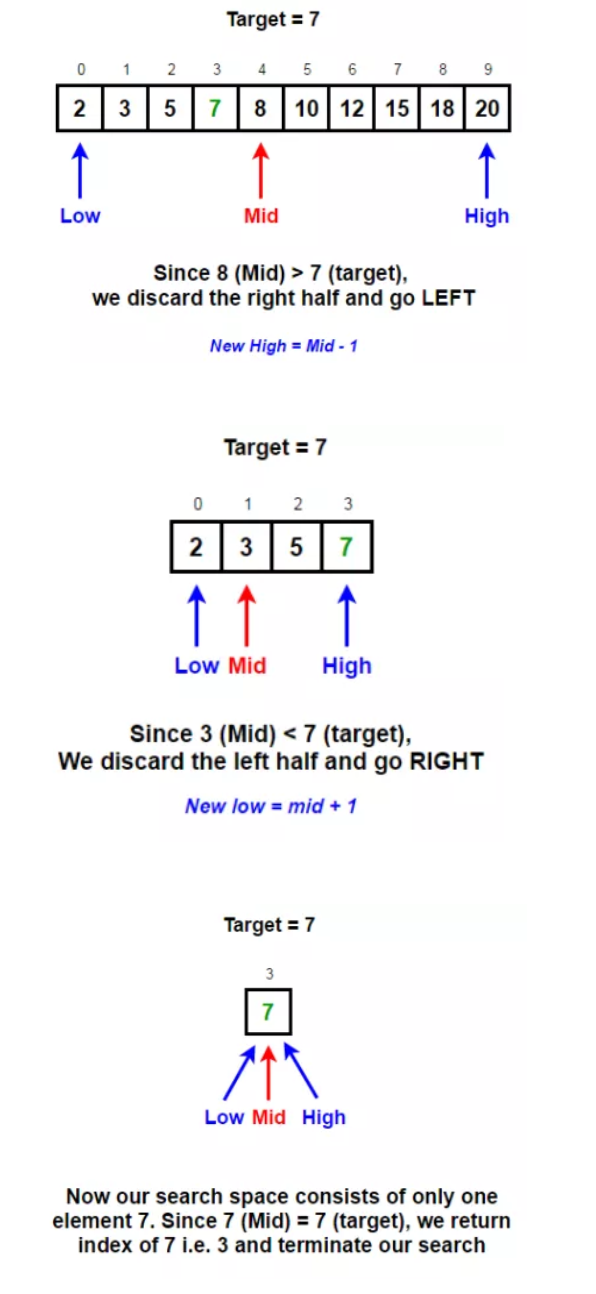 Target = 7
0 1 2 3 4 5 6 7 8 9
2 3 5 7 8 10 12 15 18 20
Low Mid High
Since 8 (Mid) > 7 (target),
we discard the right half and go LEFT
New High = Mid - 1
Target = 7
0 1 2 3
2 3 5 7
Low Mid High
Since 3 (Mid) < 7 (target),
We discard the left half and go RIGHT
New low = mid + 1
Target = 7
3
7
Low Mid High
Now our search space consists of only one
element 7. Since 7 (Mid) = 7 (target), we return
index of 7 i.e. 3 and terminate our search